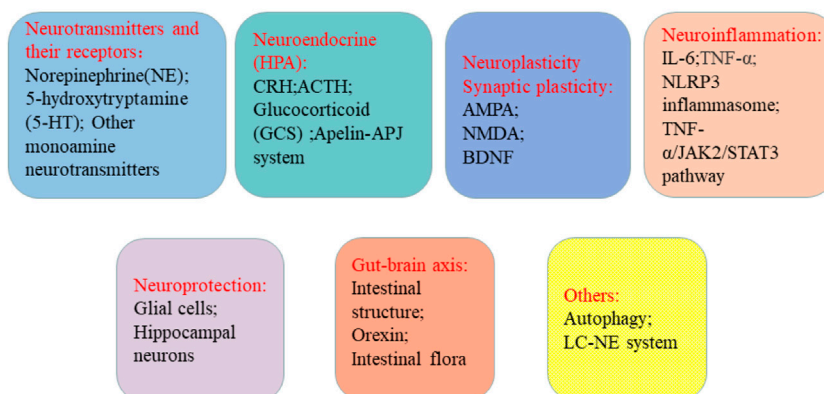 Neurotransmitters and
their receptors：
Norepinephrine(NE);
5-hydroxytryptamine
(5-HT); Other
monoamine
neurotransmitters
Neuroendocrine
(HPA):
CRH;ACTH;
Glucocorticoid
(GCS) ;Apelin-APJ
system
Neuroplasticity
Synaptic plasticity:
AMPA;
NMDA;
BDNF
Neuroinflammation:
IL-6;TNF-α;
NLRP3
inflammasome;
TNF-
α/JAK2/STAT3
pathway
Neuroprotection:
Glial cells;
Hippocampal
neurons
Gut-brain axis:
Intestinal
structure;
Orexin;
Intestinal flora
Others:
Autophagy;
LC-NE system